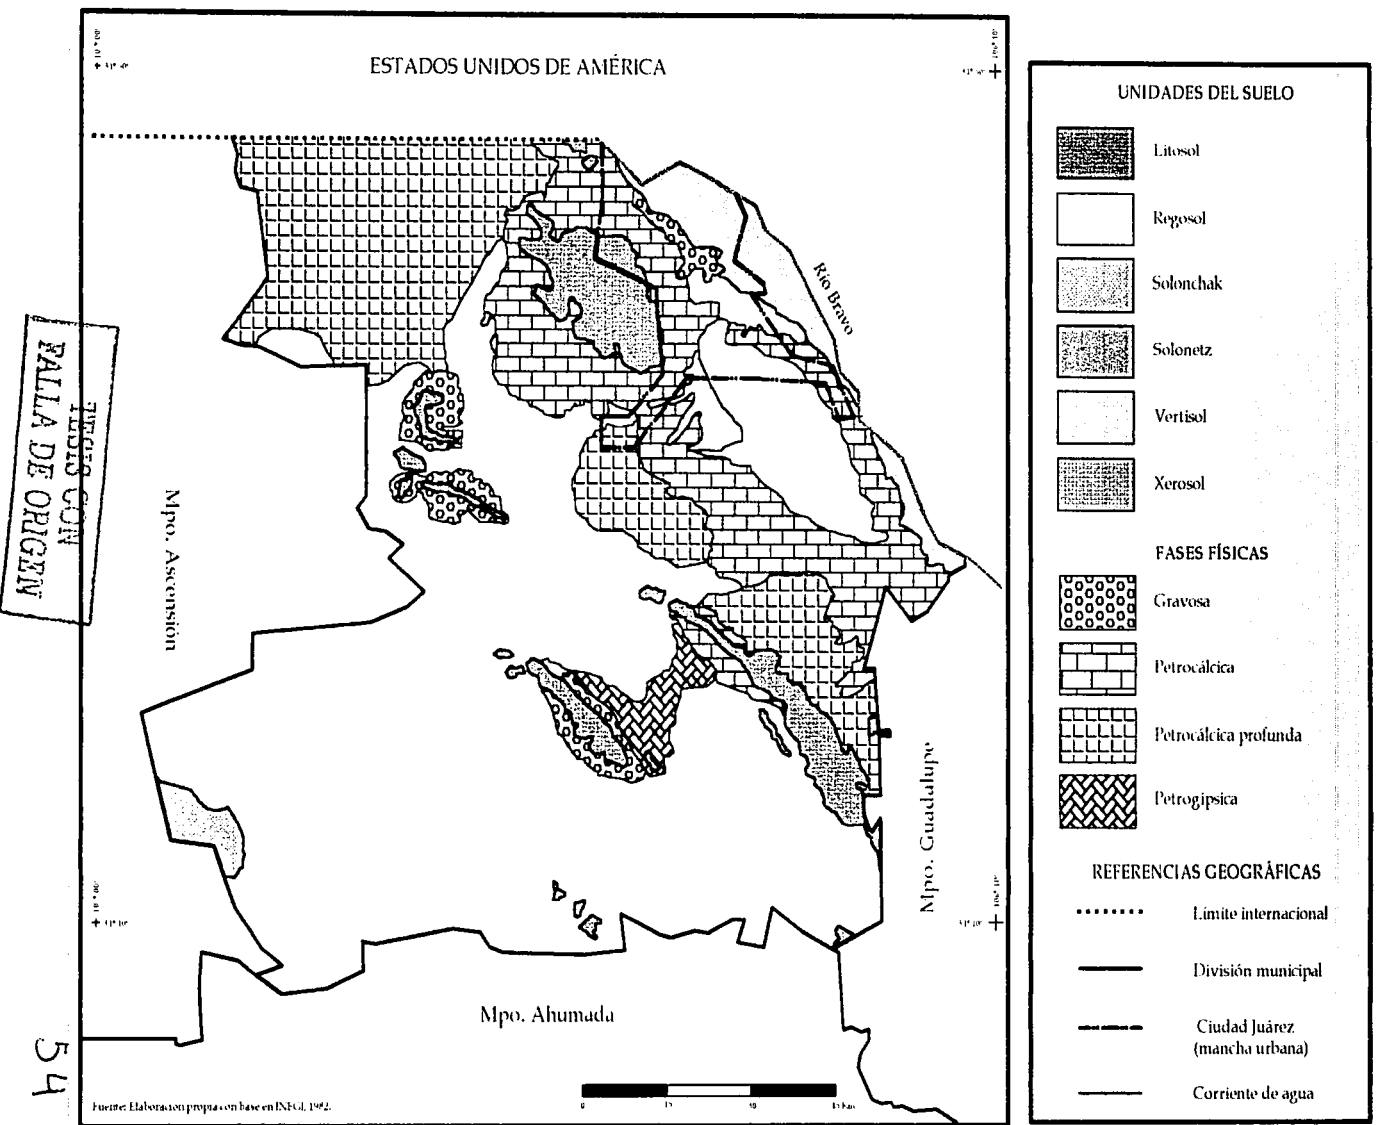 ESTADOS UNIDOS DE AMÉRICA
Río Bravo
Mpo. Ascensión
Mpo. Guadalupe
Mpo. Ahumada
Fuente: Elaboración propia con base en INEGI, 1982.
UNIDADES DEL SUELO
Litosol
Regosol
Solonchak
Solonetz
Vertisol
Xerosol
FASES FÍSICAS
Gravosa
Petrocálcica
Petrocálcica profunda
Petrogipsica
REFERENCIAS GEOGRÁFICAS
Límite internacional
División municipal
Ciudad Juárez
(mancha urbana)
Corriente de agua
TESIS CON
FALLA DE ORIGEN
54